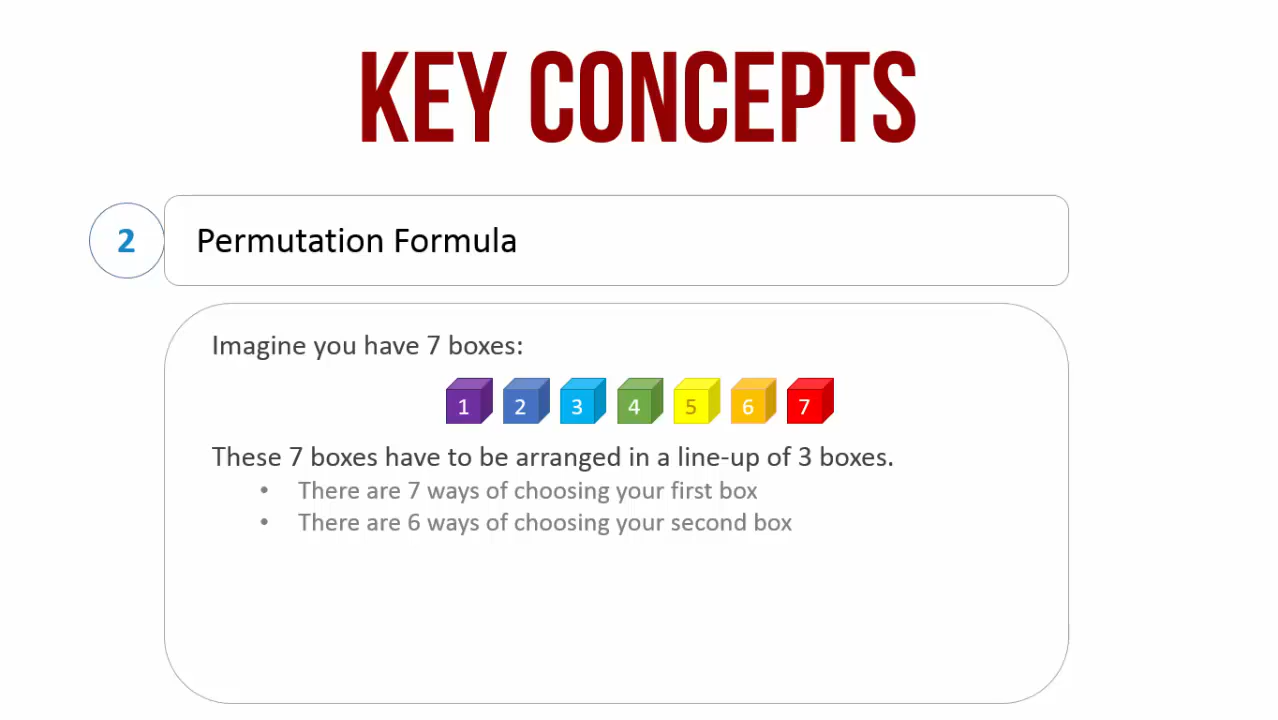 KEY CONCEPTS
2
Permutation Formula
Imagine you have 7 boxes:
1 2 3 4 5 6 7
These 7 boxes have to be arranged in a line-up of 3 boxes.
• There are 7 ways of choosing your first box
• There are 6 ways of choosing your second box